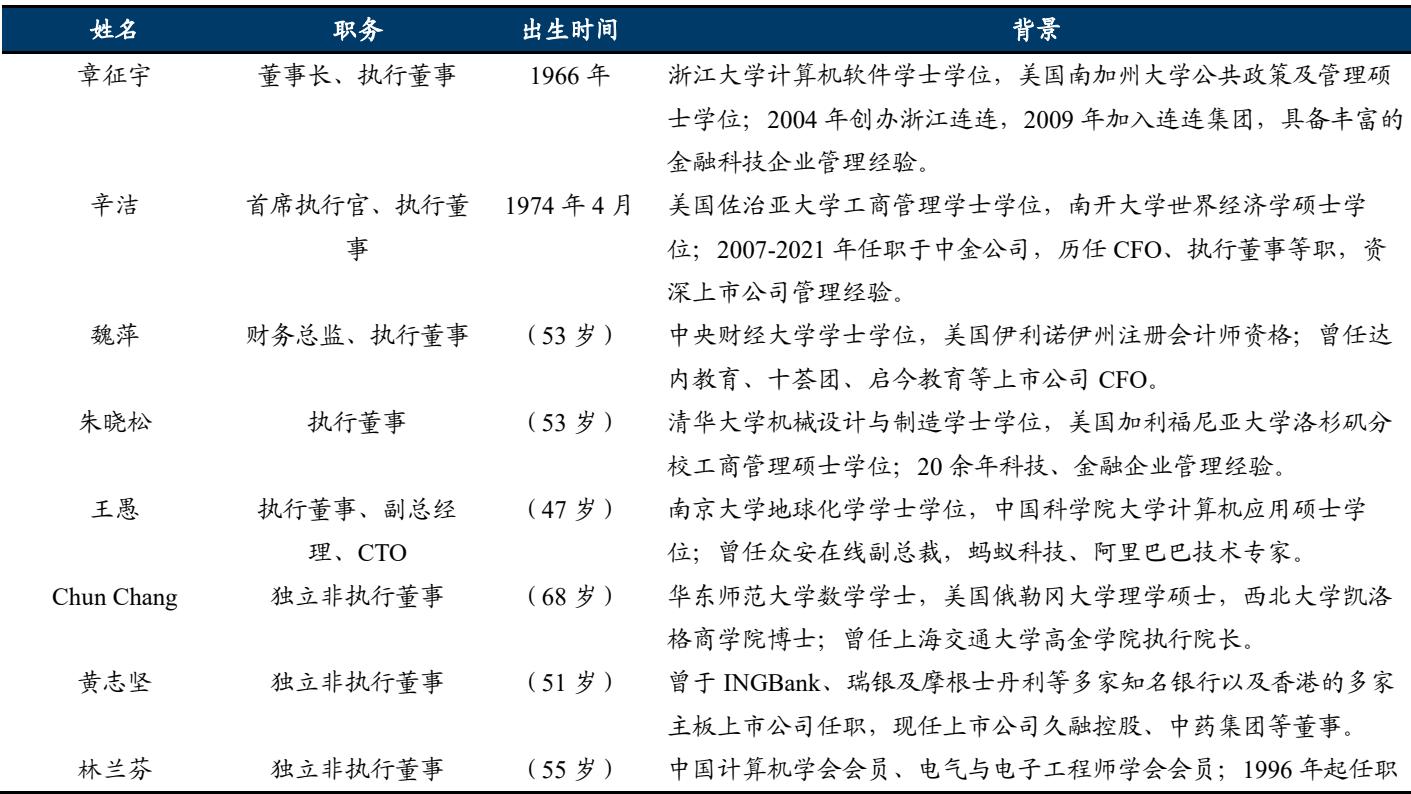 姓名 职务 出生时间 背景
章征宇 董事长、执行董事 1966 年 浙江大学计算机软件学士学位，美国南加州大学公共政策及管理硕
士学位；2004 年创办浙江连连，2009 年加入连连集团，具备丰富的
金融科技企业管理经验。
辛洁 首席执行官、执行董 1974 年 4 月 美国佐治亚大学工商管理学士学位，南开大学世界经济学硕士学
事 位；2007-2021 年任职于中金公司，历任 CFO、执行董事等职，资
深上市公司管理经验。
魏萍 财务总监、执行董事 （53 岁） 中央财经大学学士学位，美国伊利诺伊州注册会计师资格；曾任达
内教育、十荟团、启今教育等上市公司 CFO。
朱晓松 执行董事 （53 岁） 清华大学机械设计与制造学士学位，美国加利福尼亚大学洛杉矶分
校工商管理硕士学位；20 余年科技、金融企业管理经验。
王愚 执行董事、副总经 （47 岁） 南京大学地球化学学士学位，中国科学院大学计算机应用硕士学
理、CTO 位；曾任众安在线副总裁，蚂蚁科技、阿里巴巴技术专家。
Chun Chang 独立非执行董事 （68 岁） 华东师范大学数学学士，美国俄勒冈大学理学硕士，西北大学凯洛
格商学院博士；曾任上海交通大学高金学院执行院长。
黄志坚 独立非执行董事 （51 岁） 曾于 INGBank、瑞银及摩根士丹利等多家知名银行以及香港的多家
主板上市公司任职，现任上市公司久融控股、中药集团等董事。
林兰芬 独立非执行董事 （55 岁） 中国计算机学会会员、电气与电子工程师学会会员；1996 年起任职